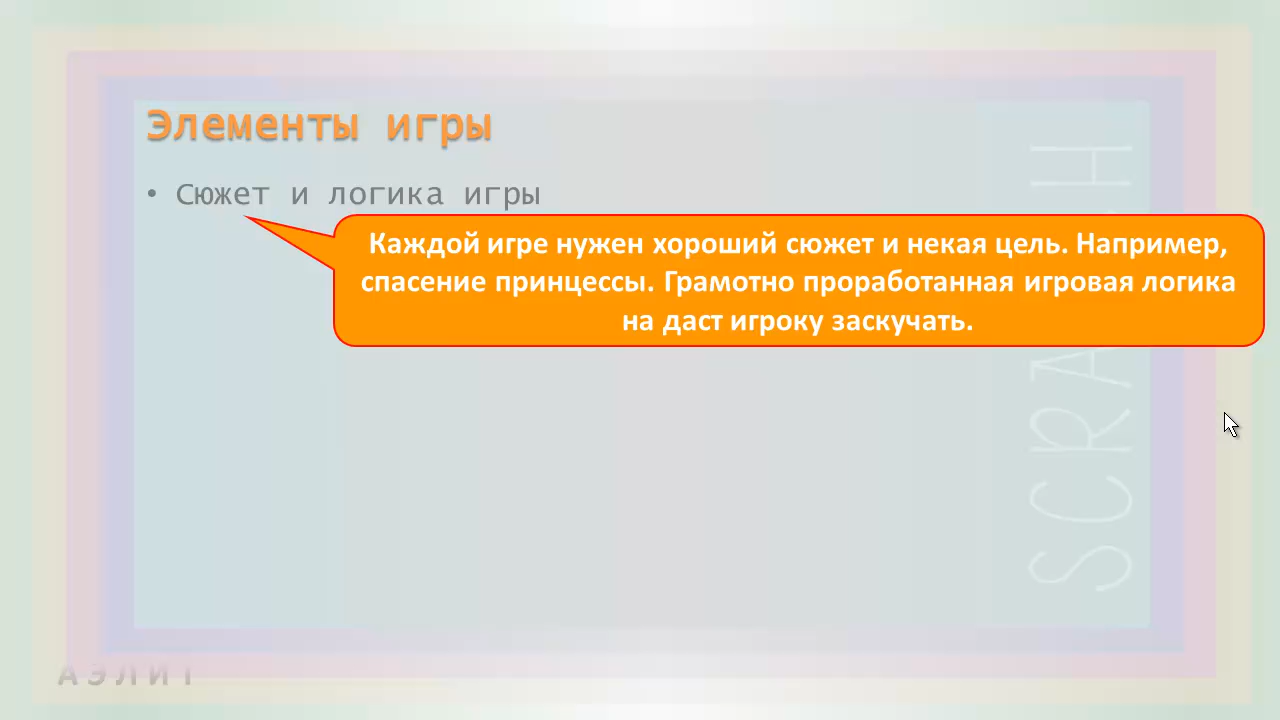 Элементы игры
• Сюжет и логика игры
Каждой игре нужен хороший сюжет и некая цель. Например,
спасение принцессы. Грамотно проработанная игровая логика
на даст игроку заскучать.
SCRATCH
АЭЛИТ